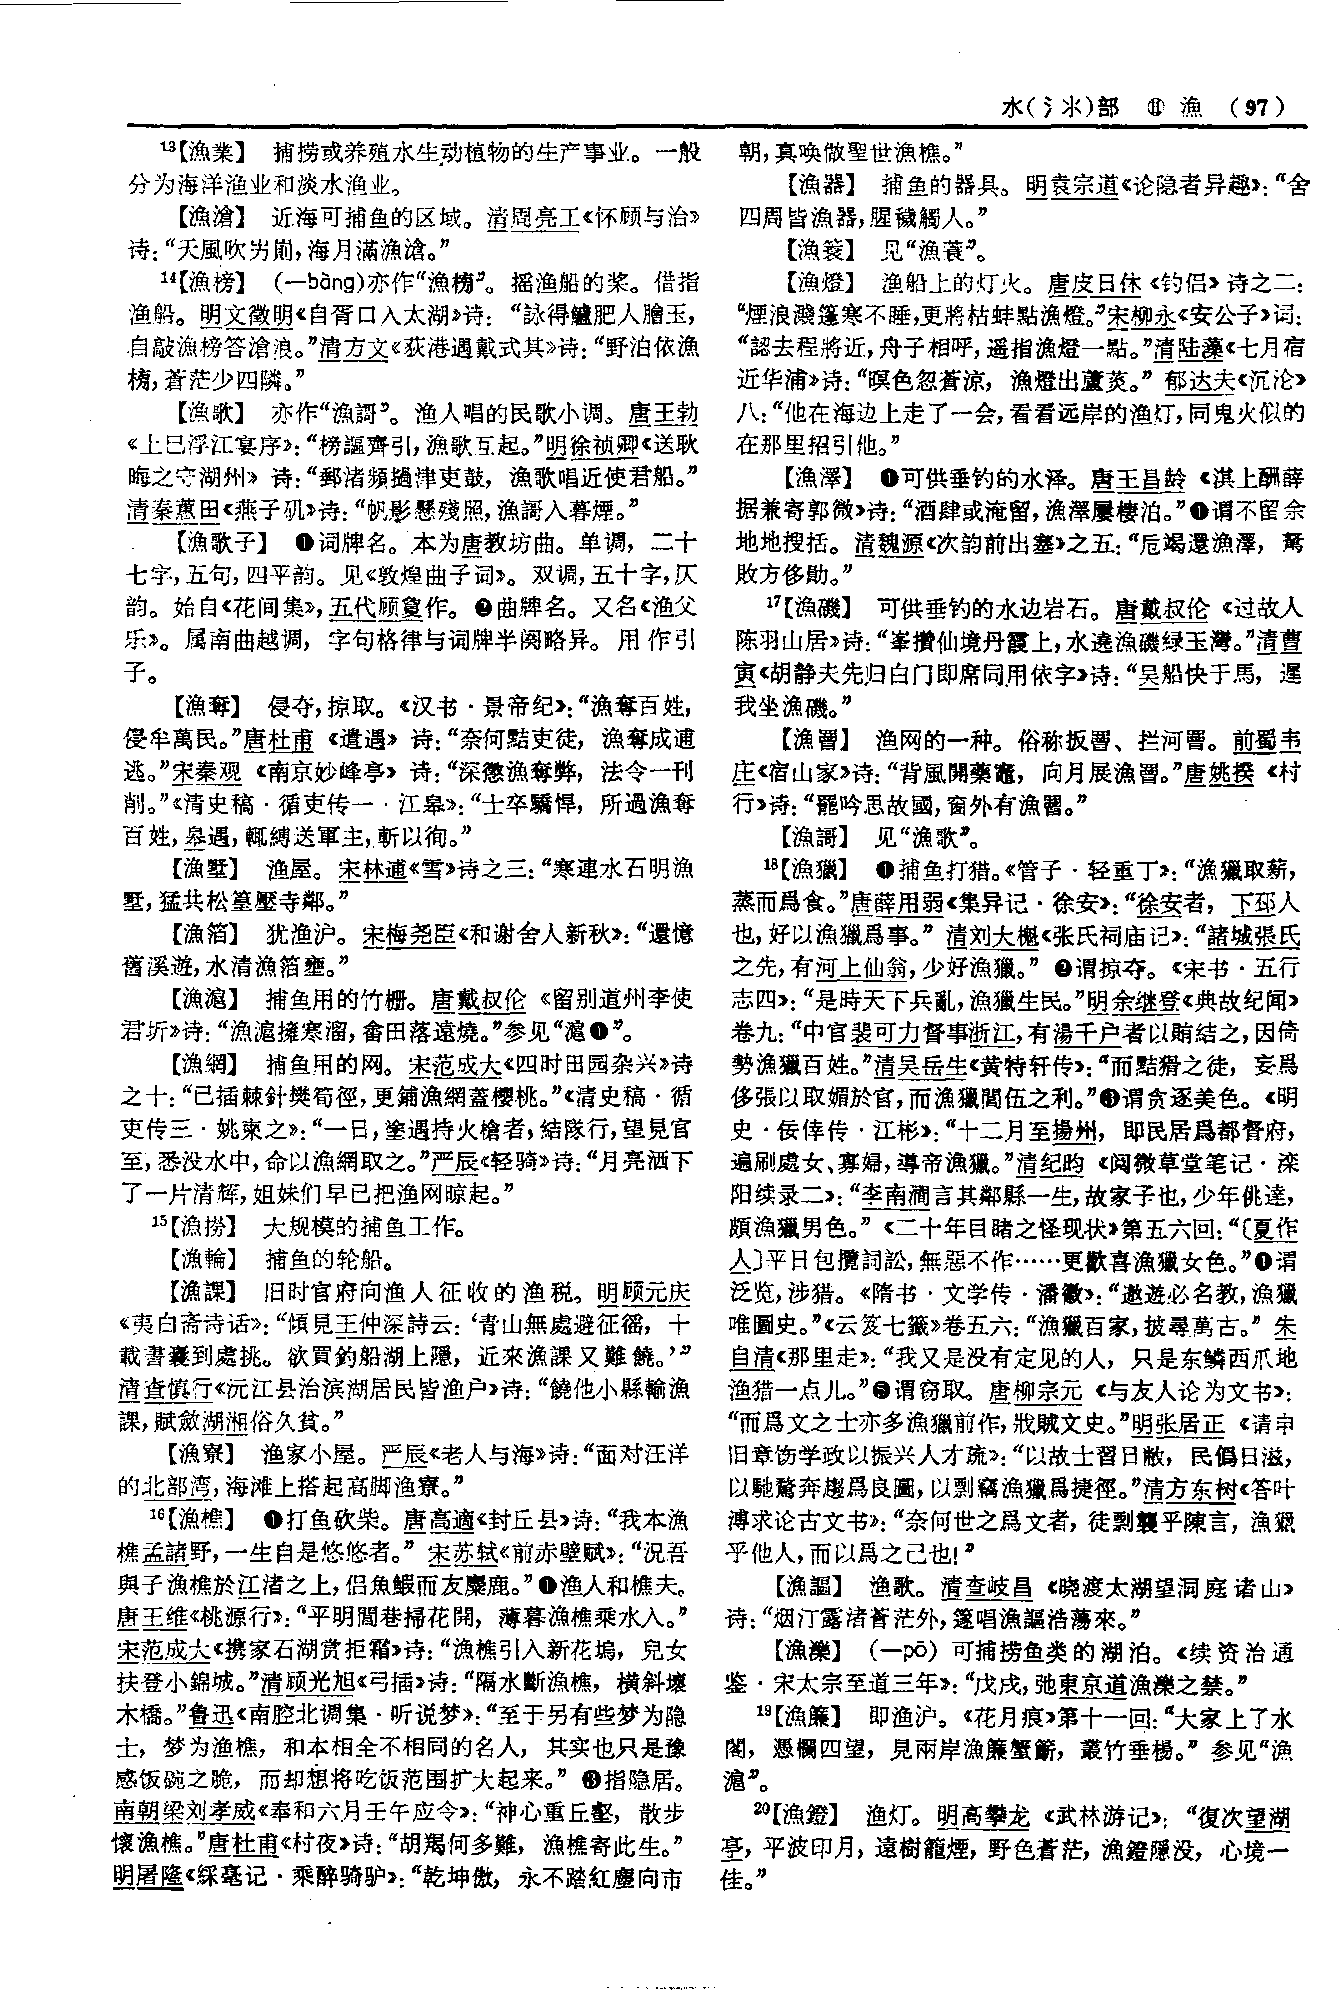 水(氵氺)部 ⑪ 漁 (97)
¹³【漁業】 捕捞或养殖水生动植物的生产事业。一般
分为海洋渔业和淡水渔业。
【漁滄】 近海可捕鱼的区域。清周亮工《怀顾与治》
诗：“天風吹屴崱，海月滿漁滄。”
¹⁴【漁榜】 (—bàng)亦作“漁㮄”。摇渔船的桨。借指
渔船。明文徵明《自胥口入太湖》诗：“詠得鱸肥人膾玉，
自敲漁榜答滄浪。”清方文《荻港遇戴式其》诗：“野泊依漁
㮄，蒼茫少四隣。”
【漁歌】 亦作“漁謌”。渔人唱的民歌小调。唐王勃
《上巳浮江宴序》：“榜謳齊引，漁歌互起。”明徐祯卿《送耿
晦之守湖州》诗：“郵渚頻撾津吏鼓，漁歌唱近使君船。”
清秦蕙田《燕子矶》诗：“帆影懸殘照，漁謌入暮煙。”
【漁歌子】 ❶词牌名。本为唐教坊曲。单调，二十
七字，五句，四平韵。见《敦煌曲子词》。双调，五十字，仄
韵。始自《花间集》，五代顾敻作。❷曲牌名。又名《渔父
乐》。属南曲越调，字句格律与词牌半阕略异。用作引
子。
【漁奪】 侵夺，掠取。《汉书·景帝纪》：“漁奪百姓，
侵牟萬民。”唐杜甫《遣遇》诗：“奈何黠吏徒，漁奪成逋
逃。”宋秦观《南京妙峰亭》诗：“深懲漁奪弊，法令一刊
削。”《清史稿·循吏传一·江皋》：“士卒驕悍，所過漁奪
百姓，皋遇，輒縛送軍主，斬以徇。”
【漁墅】 渔屋。宋林逋《雪》诗之三：“寒連水石明漁
墅，猛共松篁壓寺鄰。”
【漁箔】 犹渔沪。宋梅尧臣《和谢舍人新秋》：“還憶
舊溪遊，水清漁箔壅。”
【漁滬】 捕鱼用的竹栅。唐戴叔伦《留别道州李使
君圻》诗：“漁滬擁寒溜，畬田落遠燒。”参见“滬❶”。
【漁網】 捕鱼用的网。宋范成大《四时田园杂兴》诗
之十：“已插棘針樊筍徑，更鋪漁網蓋櫻桃。”《清史稿·循
吏传三·姚柬之》：“一日，塗遇持火槍者，結隊行，望見官
至，悉没水中，命以漁網取之。”严辰《轻骑》诗：“月亮洒下
了一片清辉，姐妹们早已把渔网晾起。”
¹⁵【漁撈】 大规模的捕鱼工作。
【漁輪】 捕鱼的轮船。
【漁課】 旧时官府向渔人征收的渔税。明顾元庆
《夷白斋诗话》：“傾見王仲深詩云：‘青山無處避征徭，十
載書囊到處挑。欲買釣船湖上隱，近來漁課又難饒。’”
清查慎行《沅江县治滨湖居民皆渔户》诗：“饒他小縣輸漁
課，賦斂湖湘俗久貧。”
【漁寮】 渔家小屋。严辰《老人与海》诗：“面对汪洋
的北部湾，海滩上搭起高脚渔寮。”
¹⁶【漁樵】 ❶打鱼砍柴。唐高適《封丘县》诗：“我本漁
樵孟諸野，一生自是悠悠者。”宋苏轼《前赤壁赋》：“況吾
與子漁樵於江渚之上，侣魚鰕而友麋鹿。”❶渔人和樵夫。
唐王维《桃源行》：“平明閭巷掃花開，薄暮漁樵乘水入。”
宋范成大《携家石湖赏拒霜》诗：“漁樵引入新花塢，兒女
扶登小錦城。”清顾光旭《弓插》诗：“隔水斷漁樵，横斜壞
木橋。”鲁迅《南腔北调集·听说梦》：“至于另有些梦为隐
士，梦为渔樵，和本相全不相同的名人，其实也只是豫
感饭碗之脆，而却想将吃饭范围扩大起来。”❸指隐居。
南朝梁刘孝威《奉和六月壬午应令》：“神心重丘壑，散步
懷漁樵。”唐杜甫《村夜》诗：“胡羯何多難，漁樵寄此生。”
明屠隆《䌽毫记·乘醉骑驴》：“乾坤傲，永不踏紅塵向市
朝，真唤做聖世漁樵。”
【漁器】 捕鱼的器具。明袁宗道《论隐者异趣》：“舍
四周皆漁器，腥穢觸人。”
【漁簑】 见“漁蓑”。
【漁燈】 渔船上的灯火。唐皮日休《钓侣》诗之二：
“煙浪濺篷寒不睡，更將枯蚌點漁燈。”宋柳永《安公子》词：
“認去程將近，舟子相呼，遥指漁燈一點。”清陆藻《七月宿
近华浦》诗：“暝色忽蒼涼，漁燈出蘆荻。”郁达夫《沉沦》
八：“他在海边上走了一会，看看远岸的渔灯，同鬼火似的
在那里招引他。”
【漁澤】 ❶可供垂钓的水泽。唐王昌龄《淇上酬薛
据兼寄郭微》诗：“酒肆或淹留，漁澤屢棲泊。”❶谓不留余
地地搜括。清魏源《次韵前出塞》之五：“卮竭還漁澤，駑
敗方侈勛。”
¹⁷【漁磯】 可供垂钓的水边岩石。唐戴叔伦《过故人
陈羽山居》诗：“峯攢仙境丹霞上，水遶漁磯緑玉灣。”清曹
寅《胡静夫先归白门即席同用依字》诗：“吴船快于馬，遲
我坐漁磯。”
【漁罾】 渔网的一种。俗称扳罾、拦河罾。前蜀韦
庄《宿山家》诗：“背風開藥竈，向月展漁罾。”唐姚揆《村
行》诗：“罷吟思故國，窗外有漁罾。”
【漁謌】 见“漁歌”。
¹⁸【漁獵】 ❶捕鱼打猎。《管子·轻重丁》：“漁獵取薪，
蒸而爲食。”唐薛用弱《集异记·徐安》：“徐安者，下邳人
也，好以漁獵爲事。”清刘大櫆《张氏祠庙记》：“諸城張氏
之先，有河上仙翁，少好漁獵。”❷谓掠夺。《宋书·五行
志四》：“是時天下兵亂，漁獵生民。”明余继登《典故纪闻》
卷九：“中官裴可力督事浙江，有湯千户者以賄結之，因倚
勢漁獵百姓。”清吴岳生《黄特轩传》：“而黠猾之徒，妄爲
侈張以取媚於官，而漁獵閭伍之利。”❸谓贪逐美色。《明
史·佞倖传·江彬》：“十二月至揚州，即民居爲都督府，
遍刷處女、寡婦，導帝漁獵。”清纪昀《阅微草堂笔记·滦
阳续录二》：“李南澗言其鄰縣一生，故家子也，少年佻達，
頗漁獵男色。”《二十年目睹之怪现状》第五六回：“〔夏作
人〕平日包攬詞訟，無惡不作……更歡喜漁獵女色。”❶谓
泛览，涉猎。《隋书·文学传·潘徽》：“遨遊必名教，漁獵
唯圖史。”《云笈七籤》卷五六：“漁獵百家，披尋萬古。”朱
自清《那里走》：“我又是没有定见的人，只是东鳞西爪地
渔猎一点儿。”❺谓窃取。唐柳宗元《与友人论为文书》：
“而爲文之士亦多漁獵前作，戕賊文史。”明张居正《请申
旧章饬学政以振兴人才疏》：“以故士習日敝，民僞日滋，
以馳騖奔趨爲良圖，以剽竊漁獵爲捷徑。”清方东树《答叶
溥求论古文书》：“奈何世之爲文者，徒剽襲乎陳言，漁獵
乎他人，而以爲之己也！”
【漁謳】 渔歌。清查岐昌《晓渡太湖望洞庭诸山》
诗：“烟汀露渚蒼茫外，篷唱漁謳浩蕩來。”
【漁濼】 (—pō) 可捕捞鱼类的湖泊。《续资治通
鉴·宋太宗至道三年》：“戊戌，弛東京道漁濼之禁。”
¹⁹【漁簾】 即渔沪。《花月痕》第十一回：“大家上了水
閣，憑欄四望，見兩岸漁簾蟹籪，叢竹垂楊。”参见“漁
滬”。
²⁰【漁鐙】 渔灯。明高攀龙《武林游记》：“復次望湖
亭，平波印月，遠樹籠煙，野色蒼茫，漁鐙隱没，心境一
佳。”